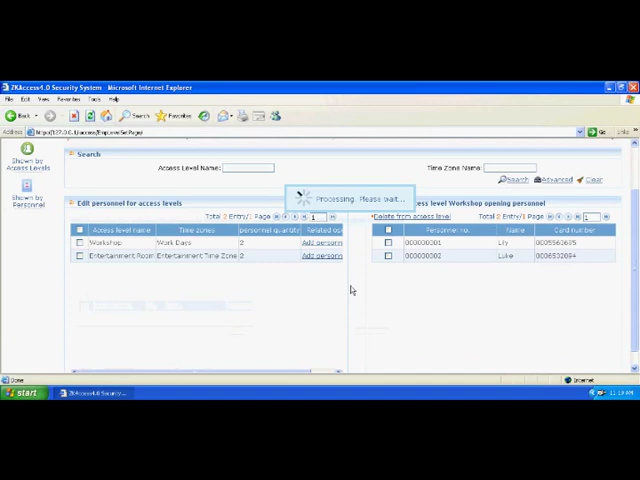 ZKAccess4.0 Security System - Microsoft Internet Explorer
File Edit View Favorites Tools Help
Back Search Favorites
Address Go
Search
Access Level Name: Time Zone Name:
Shown by Access Levels
Search Advanced Clear
Shown by Personnel
Processing. Please wait...
Edit personnel for access levels
access level Workshop opening personnel
Total 2 Entry/1 Page 1
*Delete from access level Total 2 Entry/1 Page 1
Access level name Time zones personnel quantity Related op
Personnel no. Name Card number
Workshop Work Days 2 Add personn
000000001 Lily 0005963695
Entertainment Room Entertainment Time Zone 2 Add personn
000000002 Luke
Done Internet
start ZKAccess4.0 Security...